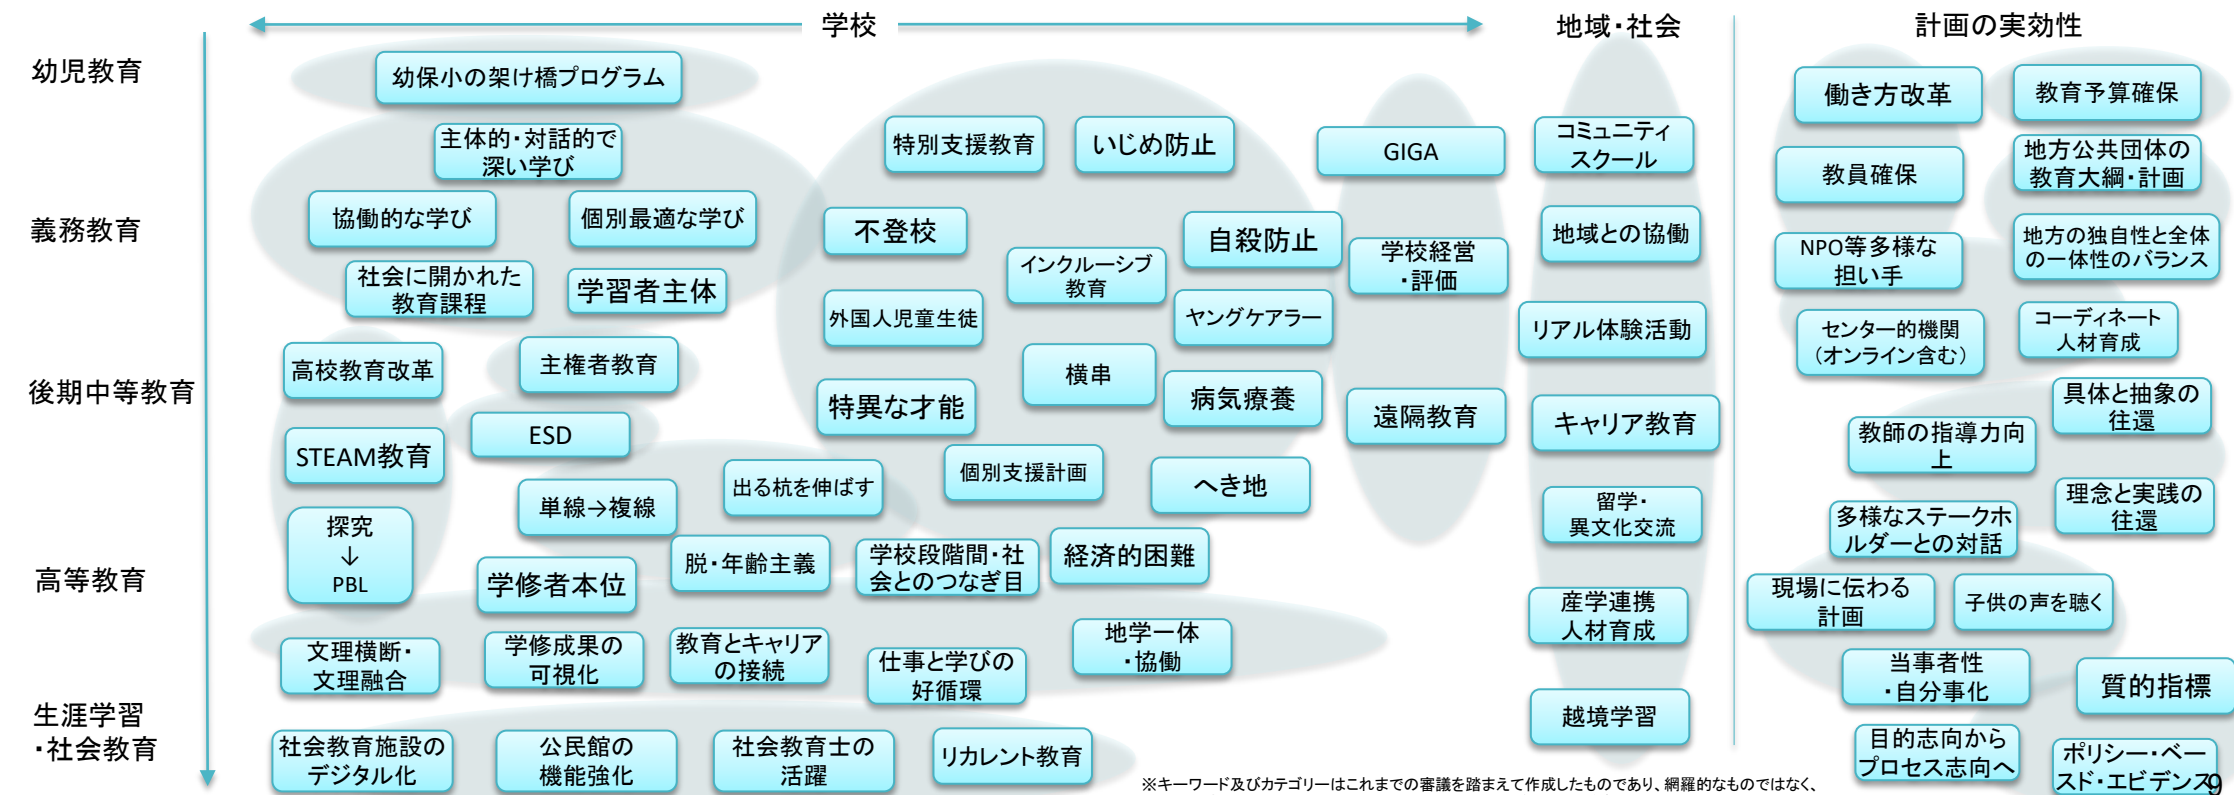 学校
地域・社会
計画の実効性
幼児教育
義務教育
後期中等教育
高等教育
生涯学習
・社会教育
幼保小の架け橋プログラム
主体的・対話的で
深い学び
協働的な学び
個別最適な学び
社会に開かれた
教育課程
学習者主体
高校教育改革
主権者教育
STEAM教育
ESD
探究
↓
PBL
単線→複線
出る杭を伸ばす
学修者本位
脱・年齢主義
学校段階間・社
会とのつなぎ目
文理横断・
文理融合
学修成果の
可視化
教育とキャリア
の接続
仕事と学びの
好循環
地学一体
・協働
社会教育施設の
デジタル化
公民館の
機能強化
社会教育士の
活躍
リカレント教育
特別支援教育
いじめ防止
不登校
自殺防止
インクルーシブ
教育
外国人児童生徒
ヤングケアラー
横串
特異な才能
病気療養
個別支援計画
へき地
経済的困難
GIGA
学校経営
・評価
遠隔教育
コミュニティ
スクール
地域との協働
リアル体験活動
キャリア教育
留学・
異文化交流
産学連携
人材育成
越境学習
働き方改革
教育予算確保
教員確保
地方公共団体の
教育大綱・計画
NPO等多様な
担い手
地方の独自性と全体
の一体性のバランス
センター的機関
（オンライン含む）
コーディネート
人材育成
具体と抽象の
往還
教師の指導力向
上
理念と実践の
往還
多様なステークホ
ルダーとの対話
現場に伝わる
計画
子供の声を聴く
当事者性
・自分事化
質的指標
目的志向から
プロセス志向へ
ポリシー・ベー
スド・エビデンス
※キーワード及びカテゴリーはこれまでの審議を踏まえて作成したものであり、網羅的なものではなく、
9